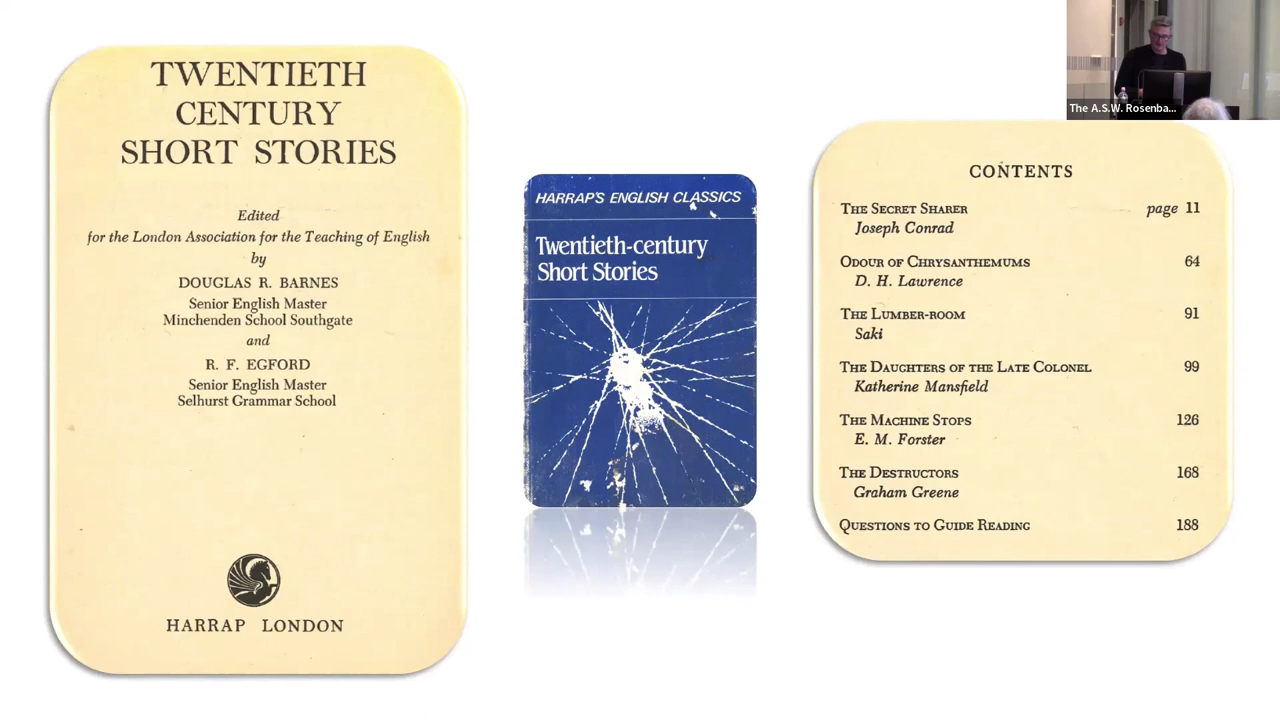 TWENTIETH
CENTURY
SHORT STORIES
Edited
for the London Association for the Teaching of English
by
DOUGLAS R. BARNES
Senior English Master
Minchenden School Southgate
and
R. F. EGFORD
Senior English Master
Selhurst Grammar School
HARRAP LONDON
HARRAP'S ENGLISH CLASSICS
Twentieth-century
Short Stories
CONTENTS
THE SECRET SHARER page 11
Joseph Conrad
ODOUR OF CHRYSANTHEMUMS 64
D. H. Lawrence
THE LUMBER-ROOM 91
Saki
THE DAUGHTERS OF THE LATE COLONEL 99
Katherine Mansfield
THE MACHINE STOPS 126
E. M. Forster
THE DESTRUCTORS 168
Graham Greene
QUESTIONS TO GUIDE READING 188
The A.S.W. Rosenba...